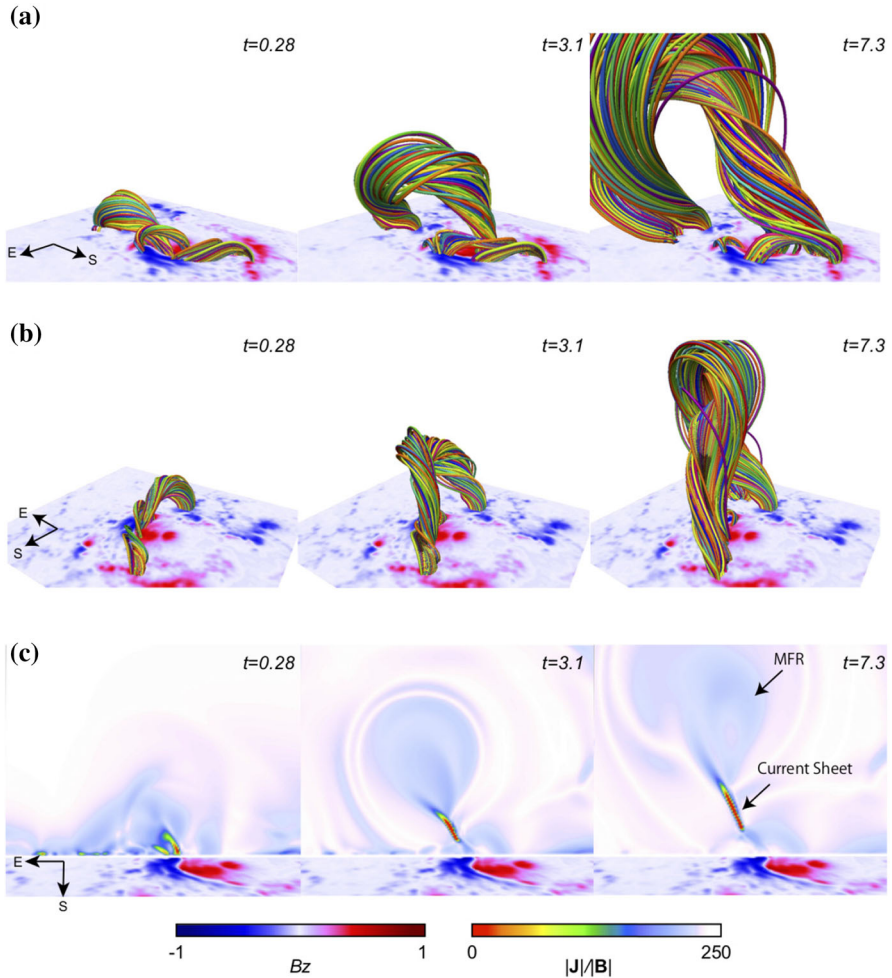 (a)
t=0.28 t=3.1 t=7.3
E S
(b)
t=0.28 t=3.1 t=7.3
E
S
(c)
t=0.28 t=3.1 t=7.3
MFR
Current Sheet
E
S
-1 1 0 250
Bz |J|/|B|